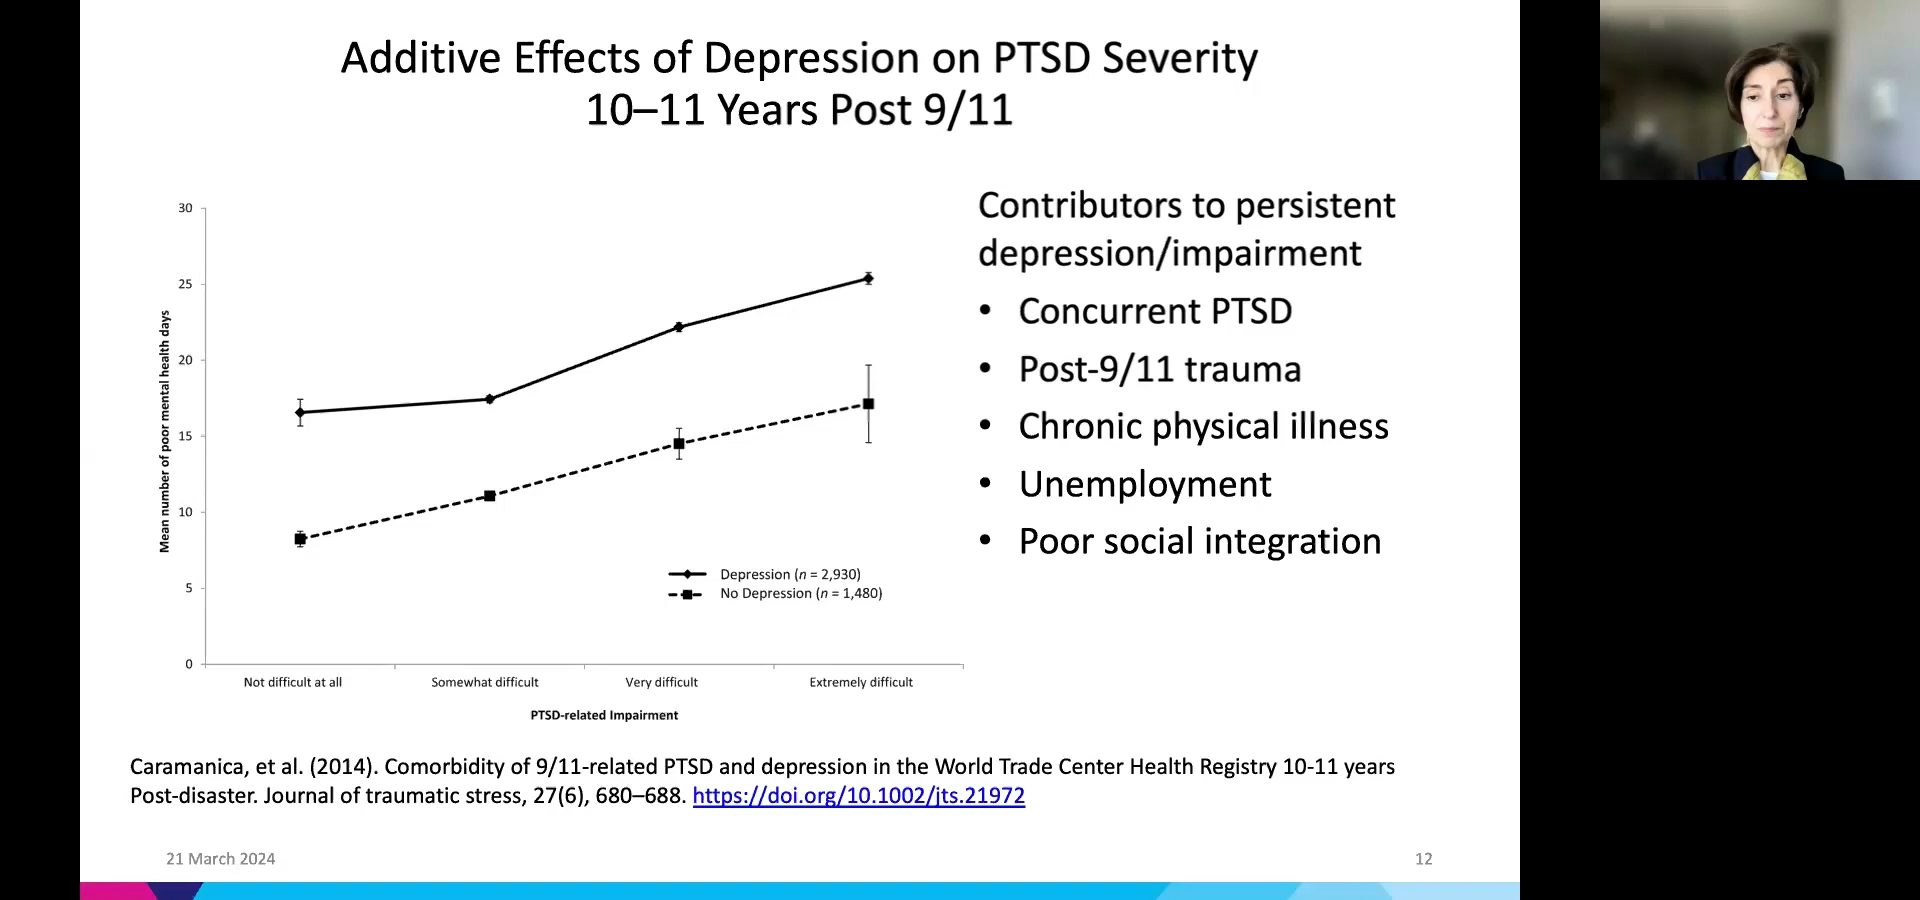 Additive Effects of Depression on PTSD Severity
10–11 Years Post 9/11
30
25
20
15
10
5
0
Mean number of poor mental health days
Depression (n = 2,930)
No Depression (n = 1,480)
Not difficult at all
Somewhat difficult
Very difficult
Extremely difficult
PTSD-related Impairment
Contributors to persistent
depression/impairment
• Concurrent PTSD
• Post-9/11 trauma
• Chronic physical illness
• Unemployment
• Poor social integration
Caramanica, et al. (2014). Comorbidity of 9/11-related PTSD and depression in the World Trade Center Health Registry 10-11 years
Post-disaster. Journal of traumatic stress, 27(6), 680–688. https://doi.org/10.1002/jts.21972
21 March 2024
12